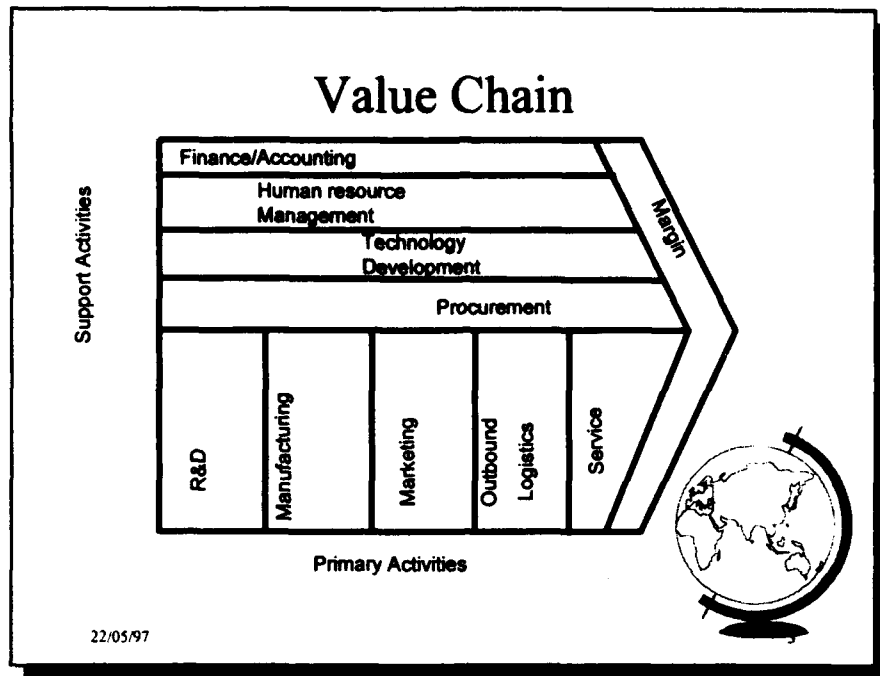 Value Chain
Support Activities
Finance/Accounting
Human resource
Management
Technology
Development
Procurement
Margin
R&D
Manufacturing
Marketing
Outbound
Logistics
Service
Primary Activities
22/05/97